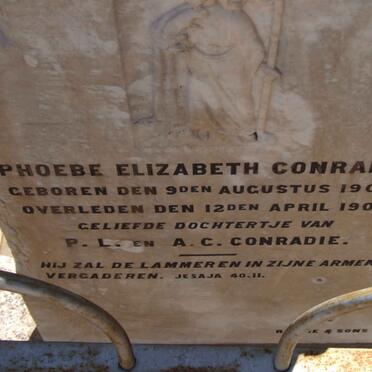 PHOEBE ELIZABETH CONRA
GEBOREN DEN 9DEN AUGUSTUS 190
OVERLEDEN DEN 12DEN APRIL 190
GELIEFDE DOCHTERTJE VAN
P. L. EN A. C. CONRADIE.
HIJ ZAL DE LAMMEREN IN ZIJNE ARMEN
VERGADEREN. JESAJA 40.11.
& SONS